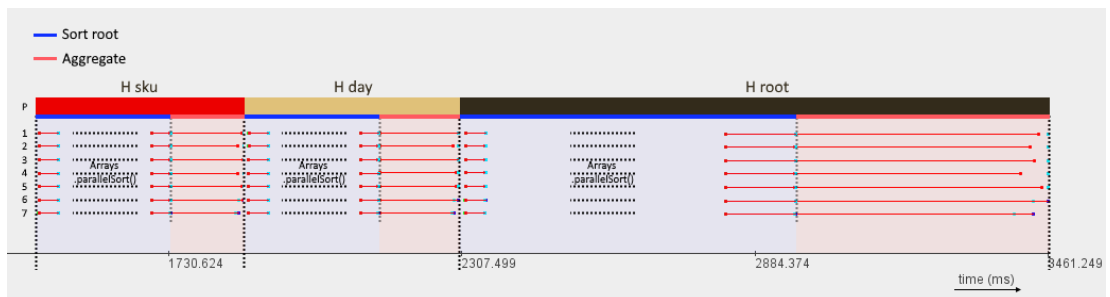 Sort root
Aggregate
H sku H day H root
P
1
2
3 Arrays Arrays Arrays
4 .parallelSort() .parallelSort() .parallelSort()
5
6
7
1730.624 2307.499 2884.374 3461.249
time (ms)